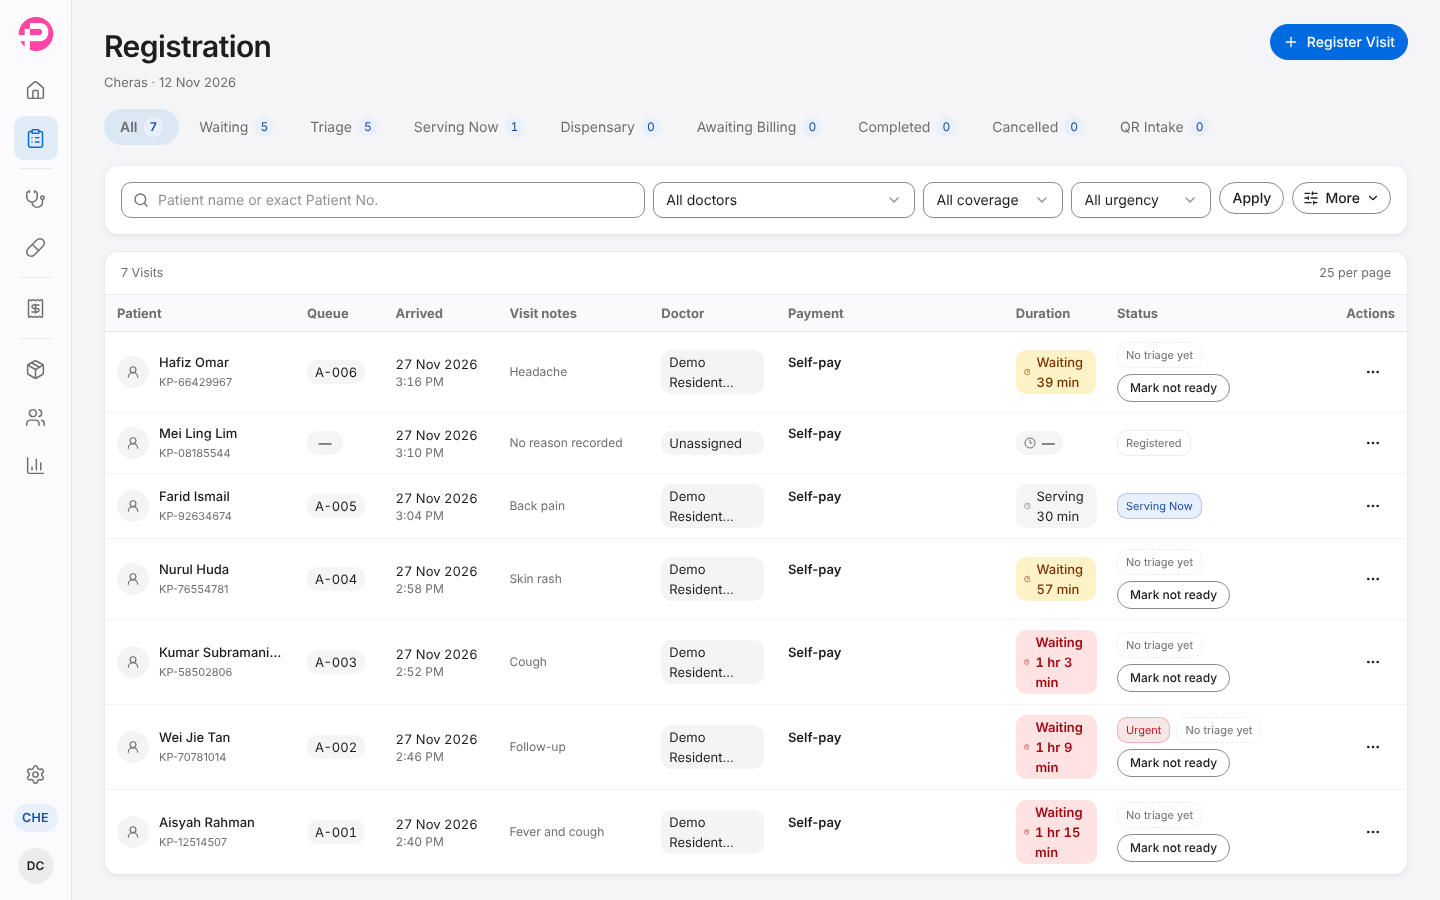 Registration
Register Visit
Cheras · 12 Nov 2026
All 7
Waiting 5
Triage 5
Serving Now 1
Dispensary 0
Awaiting Billing 0
Completed 0
Cancelled 0
QR Intake 0
Patient name or exact Patient No.
All doctors
All coverage
All urgency
Apply
More
7 Visits
25 per page
Patient Queue Arrived Visit notes Doctor Payment Duration Status Actions
Hafiz Omar
KP-66429967
A-006
27 Nov 2026
3:16 PM
Headache
Demo
Resident...
Self-pay
Waiting
39 min
No triage yet
Mark not ready
Mei Ling Lim
KP-08185544
—
27 Nov 2026
3:10 PM
No reason recorded
Unassigned
Self-pay
—
Registered
Farid Ismail
KP-92634674
A-005
27 Nov 2026
3:04 PM
Back pain
Demo
Resident...
Self-pay
Serving
30 min
Serving Now
Nurul Huda
KP-76554781
A-004
27 Nov 2026
2:58 PM
Skin rash
Demo
Resident...
Self-pay
Waiting
57 min
No triage yet
Mark not ready
Kumar Subramani...
KP-58502806
A-003
27 Nov 2026
2:52 PM
Cough
Demo
Resident...
Self-pay
Waiting
1 hr 3
min
No triage yet
Mark not ready
Wei Jie Tan
KP-70781014
A-002
27 Nov 2026
2:46 PM
Follow-up
Demo
Resident...
Self-pay
Waiting
1 hr 9
min
Urgent
No triage yet
Mark not ready
Aisyah Rahman
KP-12514507
A-001
27 Nov 2026
2:40 PM
Fever and cough
Demo
Resident...
Self-pay
Waiting
1 hr 15
min
No triage yet
Mark not ready
CHE
DC